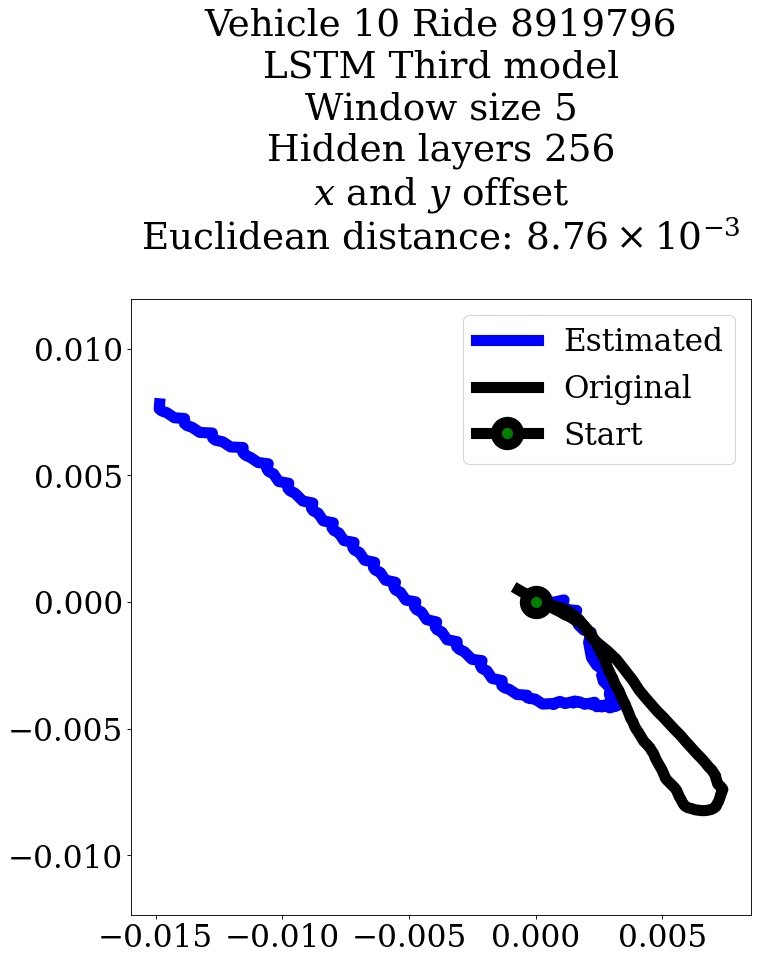 Vehicle 10 Ride 8919796
LSTM Third model
Window size 5
Hidden layers 256
x and y offset
Euclidean distance: 8.76 × 10⁻³
Estimated
Original
Start
0.010
0.005
0.000
−0.005
−0.010
−0.015 −0.010 −0.005 0.000 0.005